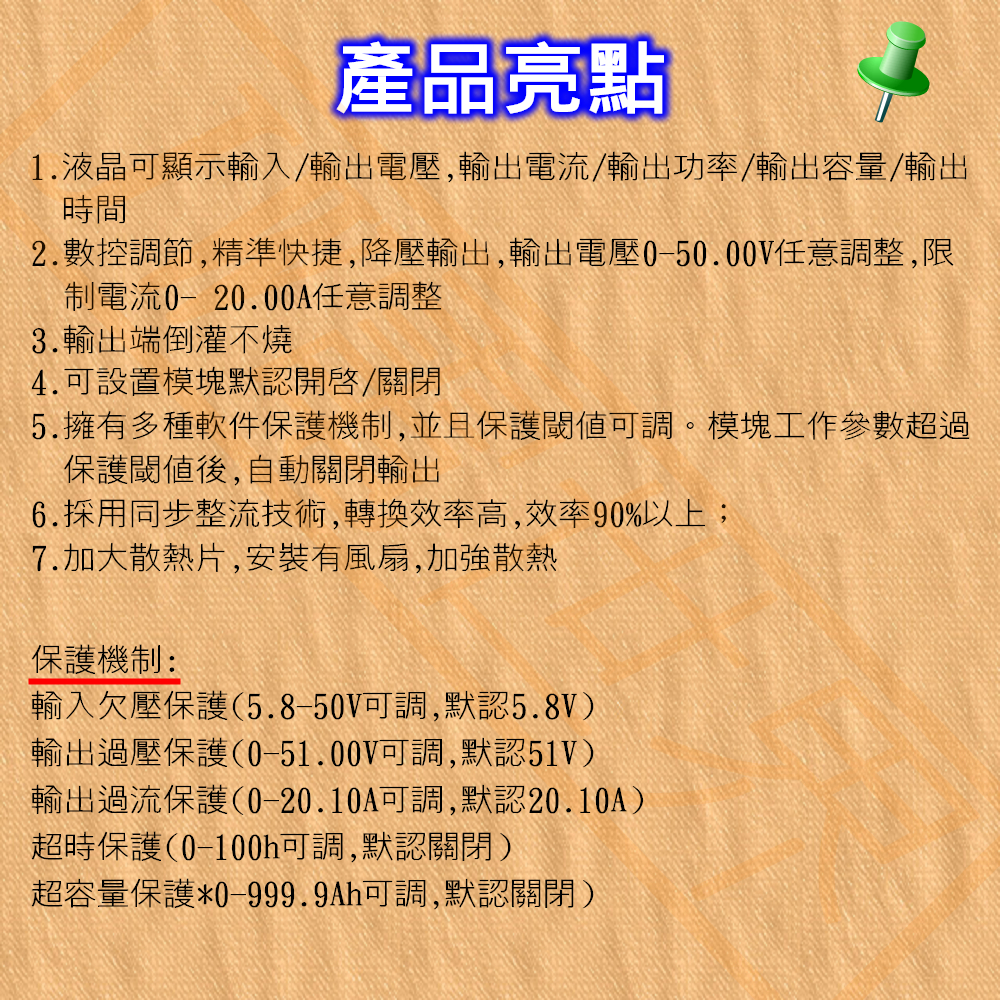 產品亮點
1.液晶可顯示輸入/輸出電壓,輸出電流/輸出功率/輸出容量/輸出
時間
2.數控調節,精準快捷,降壓輸出,輸出電壓0-50.00V任意調整,限
制電流0- 20.00A任意調整
3.輸出端倒灌不燒
4.可設置模塊默認開啓/關閉
5.擁有多種軟件保護機制,並且保護閾值可調。模塊工作參數超過
保護閾值後,自動關閉輸出
6.採用同步整流技術,轉換效率高,效率90%以上;
7.加大散熱片,安裝有風扇,加強散熱
保護機制:
輸入欠壓保護(5.8-50V可調,默認5.8V)
輸出過壓保護(0-51.00V可調,默認51V)
輸出過流保護(0-20.10A可調,默認20.10A)
超時保護(0-100h可調,默認關閉)
超容量保護*0-999.9Ah可調,默認關閉)